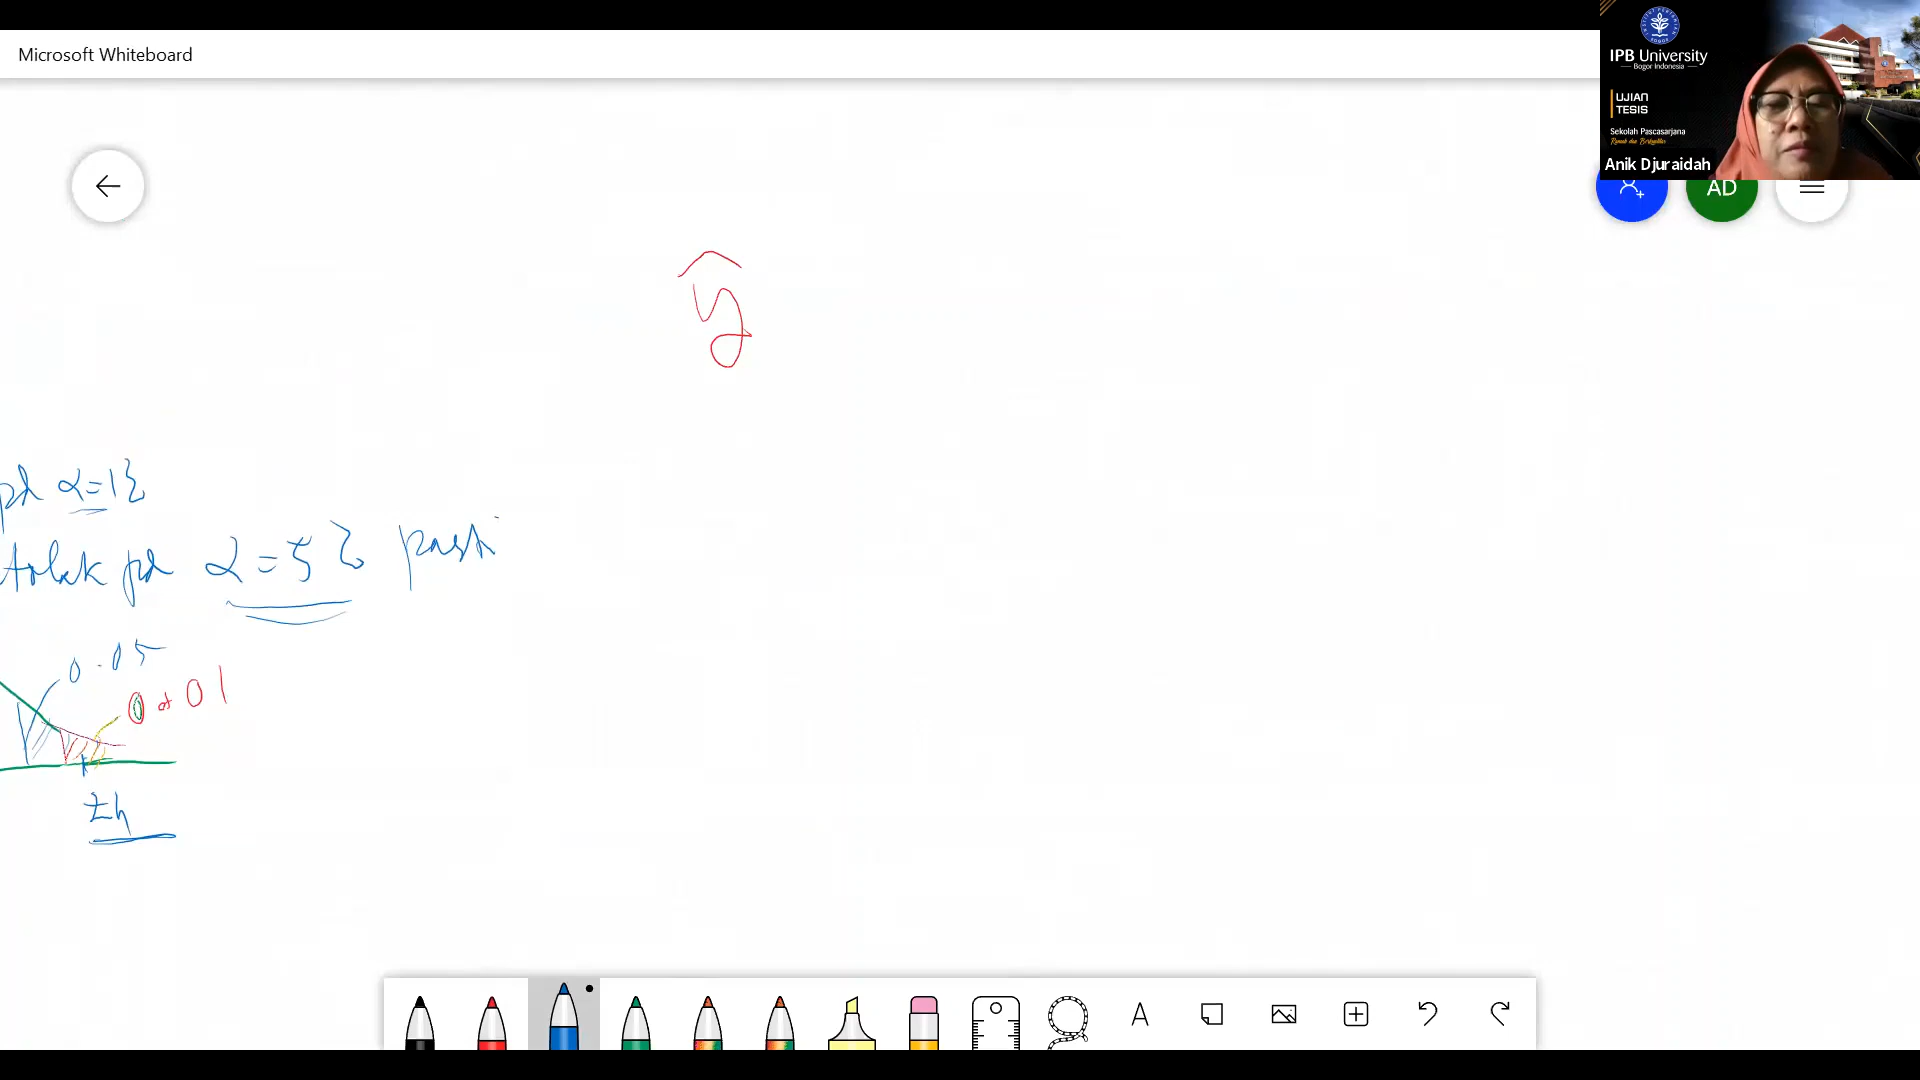 Microsoft Whiteboard
IPB University
Bogor Indonesia
UJIAN
TESIS
Sekolah Pascasarjana
Anik Djuraidah
AD
ŷ
pd α=1%
tolak pd α=5% pasti
0.05
0.01
A